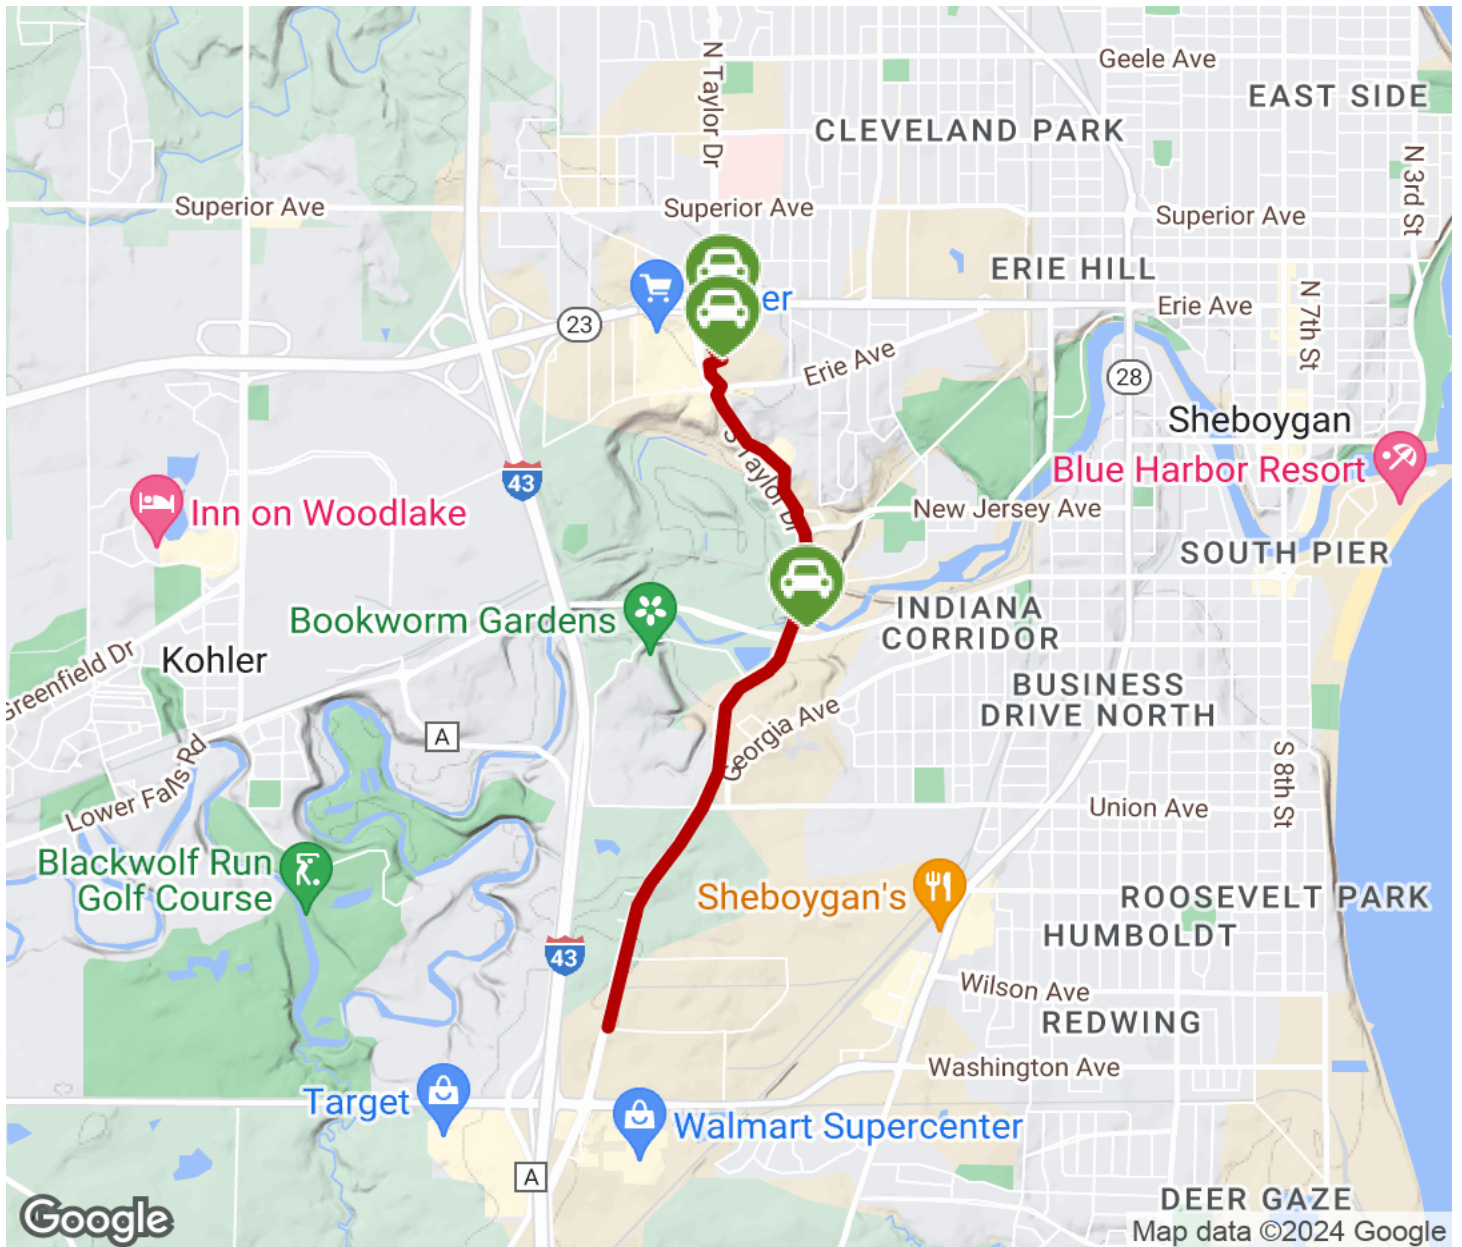 N Taylor Dr
Geele Ave
EAST SIDE
CLEVELAND PARK
N 3rd St
Superior Ave
Superior Ave
Superior Ave
ERIE HILL
er
Erie Ave
23
N 7th St
Erie Ave
28
Sheboygan
S Taylor Dr
Blue Harbor Resort
43
Inn on Woodlake
New Jersey Ave
SOUTH PIER
Bookworm Gardens
INDIANA
CORRIDOR
Greenfield Dr
Kohler
BUSINESS
DRIVE NORTH
Georgia Ave
A
Lower Falls Rd
S 8th St
Union Ave
Blackwolf Run
Golf Course
Sheboygan's
ROOSEVELT PARK
HUMBOLDT
43
Wilson Ave
REDWING
Washington Ave
Target
Walmart Supercenter
A
DEER GAZE
Google
Map data ©2024 Google